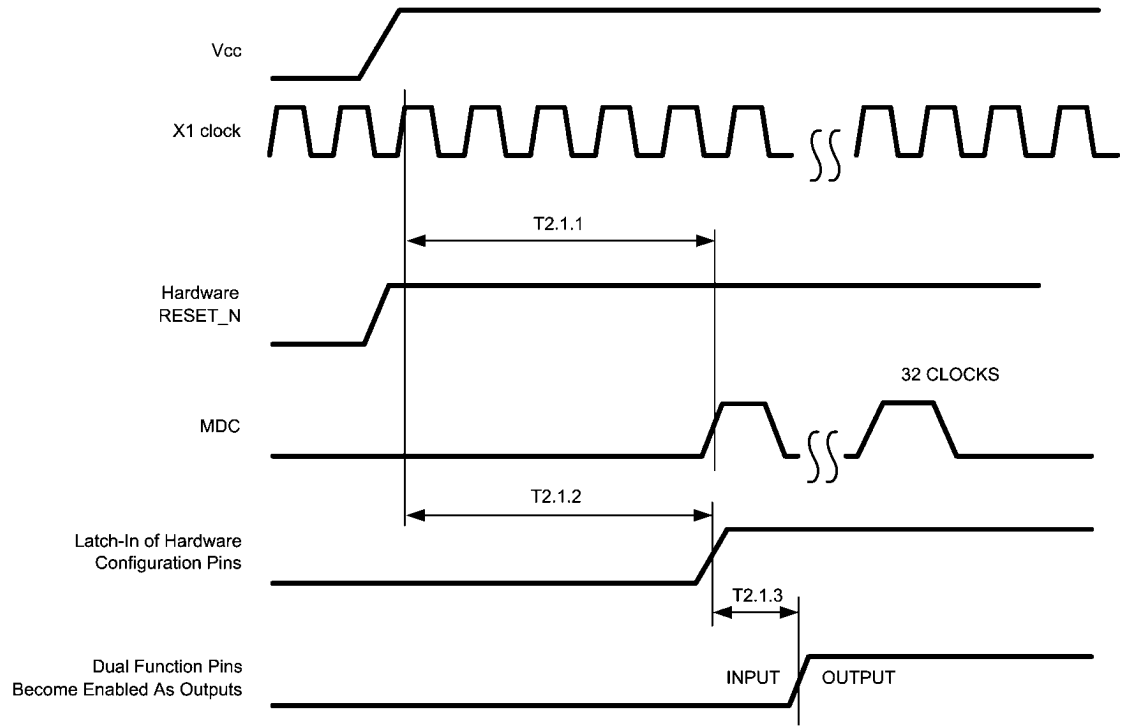 Vcc
X1 clock
T2.1.1
Hardware
RESET_N
32 CLOCKS
MDC
T2.1.2
Latch-In of Hardware
Configuration Pins
T2.1.3
Dual Function Pins
Become Enabled As Outputs
INPUT
OUTPUT